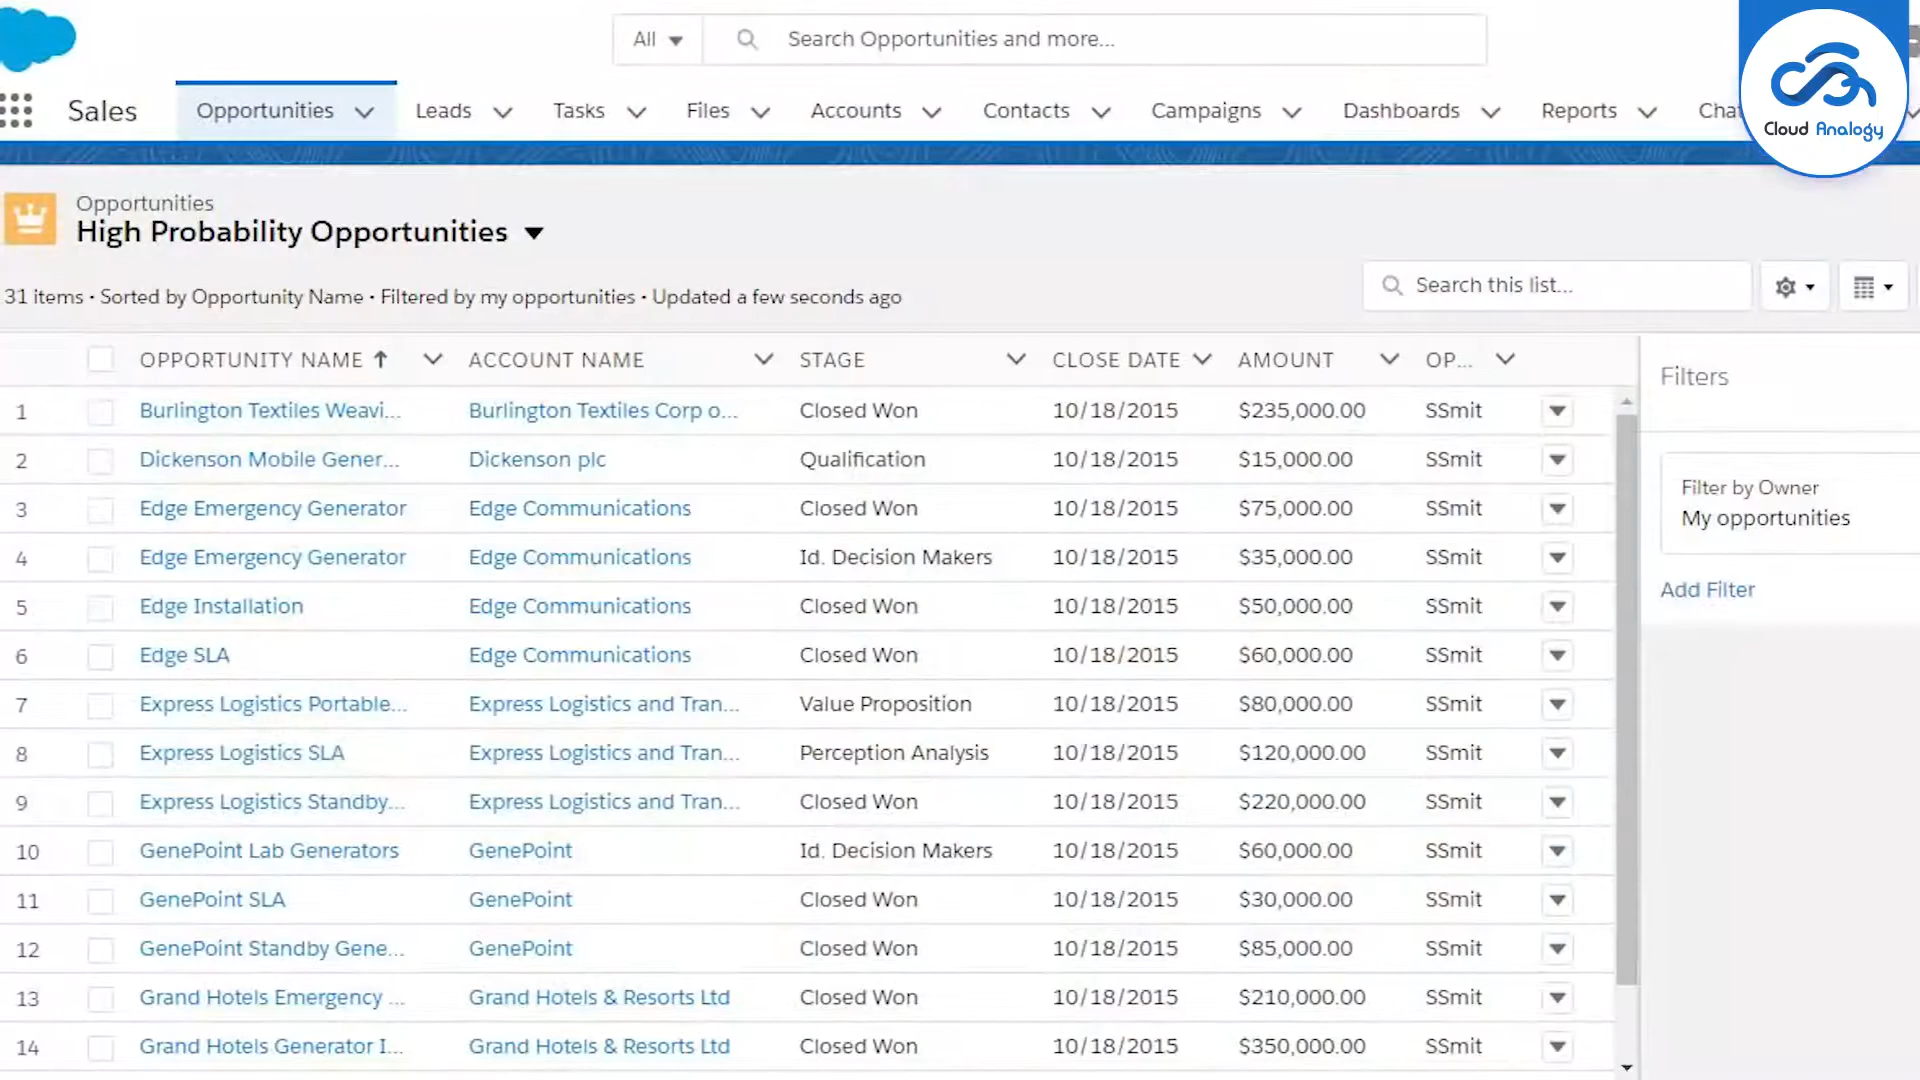 All
Search Opportunities and more...
Cloud Analogy
Sales
Opportunities
Leads
Tasks
Files
Accounts
Contacts
Campaigns
Dashboards
Reports
Opportunities
High Probability Opportunities
31 items • Sorted by Opportunity Name • Filtered by my opportunities • Updated a few seconds ago
Search this list...
OPPORTUNITY NAME ACCOUNT NAME STAGE CLOSE DATE AMOUNT OP...
1 Burlington Textiles Weavi... Burlington Textiles Corp o... Closed Won 10/18/2015 $235,000.00 SSmit
2 Dickenson Mobile Gener... Dickenson plc Qualification 10/18/2015 $15,000.00 SSmit
3 Edge Emergency Generator Edge Communications Closed Won 10/18/2015 $75,000.00 SSmit
4 Edge Emergency Generator Edge Communications Id. Decision Makers 10/18/2015 $35,000.00 SSmit
5 Edge Installation Edge Communications Closed Won 10/18/2015 $50,000.00 SSmit
6 Edge SLA Edge Communications Closed Won 10/18/2015 $60,000.00 SSmit
7 Express Logistics Portable... Express Logistics and Tran... Value Proposition 10/18/2015 $80,000.00 SSmit
8 Express Logistics SLA Express Logistics and Tran... Perception Analysis 10/18/2015 $120,000.00 SSmit
9 Express Logistics Standby... Express Logistics and Tran... Closed Won 10/18/2015 $220,000.00 SSmit
10 GenePoint Lab Generators GenePoint Id. Decision Makers 10/18/2015 $60,000.00 SSmit
11 GenePoint SLA GenePoint Closed Won 10/18/2015 $30,000.00 SSmit
12 GenePoint Standby Gene... GenePoint Closed Won 10/18/2015 $85,000.00 SSmit
13 Grand Hotels Emergency ... Grand Hotels & Resorts Ltd Closed Won 10/18/2015 $210,000.00 SSmit
14 Grand Hotels Generator I... Grand Hotels & Resorts Ltd Closed Won 10/18/2015 $350,000.00 SSmit
Filters
Filter by Owner
My opportunities
Add Filter